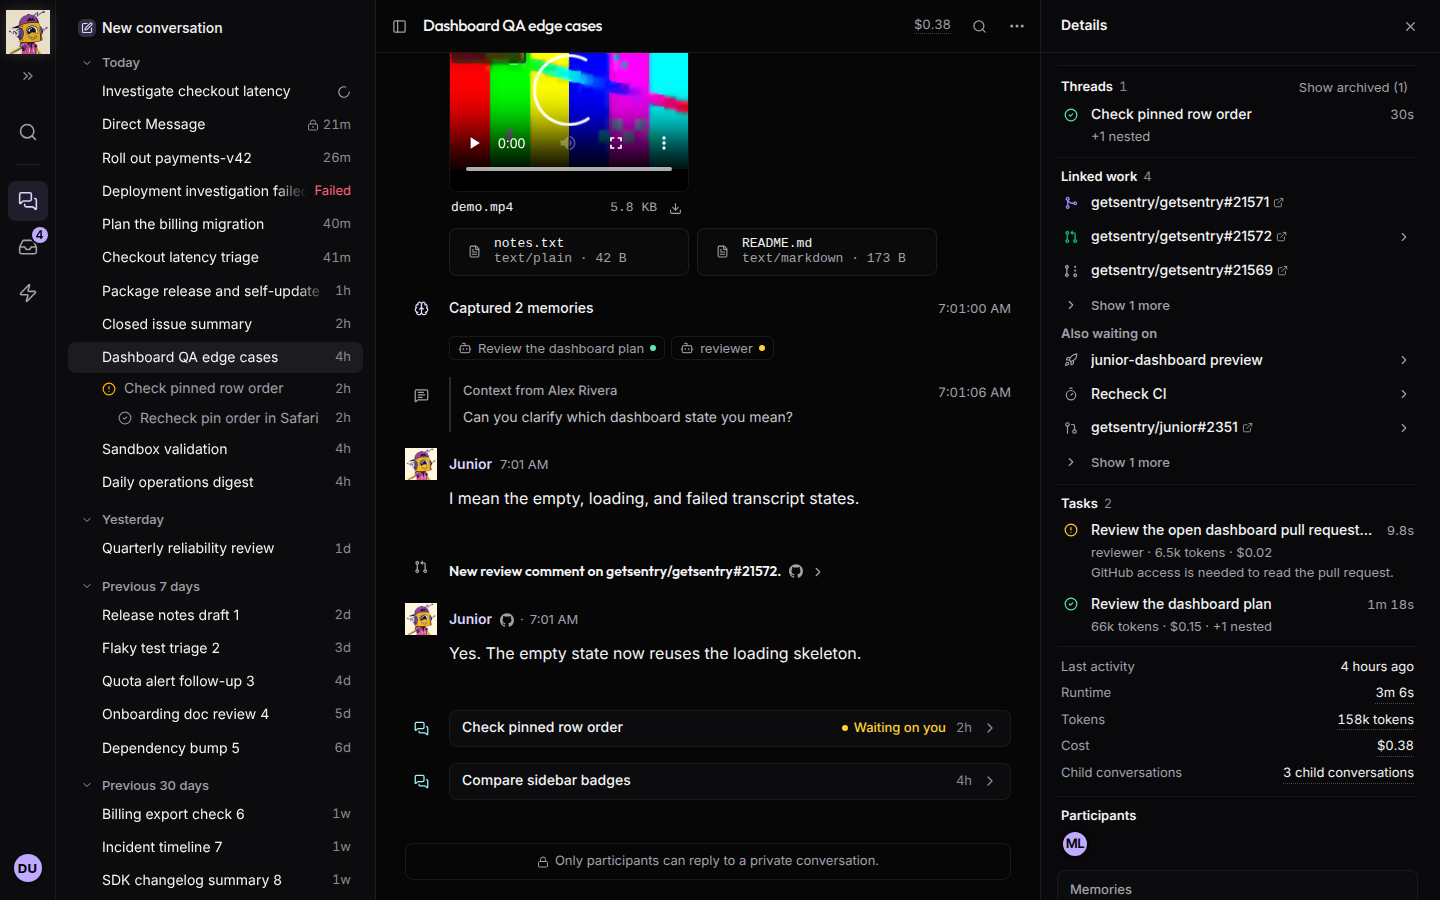 New conversation
Today
Investigate checkout latency
Direct Message 21m
Roll out payments-v42 26m
Deployment investigation failed Failed
Plan the billing migration 40m
Checkout latency triage 41m
Package release and self-update 1h
Closed issue summary 2h
Dashboard QA edge cases 4h
Check pinned row order 2h
Recheck pin order in Safari 2h
Sandbox validation 4h
Daily operations digest 4h
Yesterday
Quarterly reliability review 1d
Previous 7 days
Release notes draft 1 2d
Flaky test triage 2 3d
Quota alert follow-up 3 4d
Onboarding doc review 4 5d
Dependency bump 5 6d
Previous 30 days
Billing export check 6 1w
Incident timeline 7 1w
SDK changelog summary 8 1w
4
DU
Dashboard QA edge cases $0.38
0:00
demo.mp4 5.8 KB
notes.txt
text/plain · 42 B
README.md
text/markdown · 173 B
Captured 2 memories 7:01:00 AM
Review the dashboard plan
reviewer
Context from Alex Rivera 7:01:06 AM
Can you clarify which dashboard state you mean?
Junior 7:01 AM
I mean the empty, loading, and failed transcript states.
New review comment on getsentry/getsentry#21572.
Junior · 7:01 AM
Yes. The empty state now reuses the loading skeleton.
Check pinned row order Waiting on you 2h
Compare sidebar badges 4h
Only participants can reply to a private conversation.
Details
Threads 1 Show archived (1)
Check pinned row order 30s
+1 nested
Linked work 4
getsentry/getsentry#21571
getsentry/getsentry#21572
getsentry/getsentry#21569
Show 1 more
Also waiting on
junior-dashboard preview
Recheck CI
getsentry/junior#2351
Show 1 more
Tasks 2
Review the open dashboard pull request... 9.8s
reviewer · 6.5k tokens · $0.02
GitHub access is needed to read the pull request.
Review the dashboard plan 1m 18s
66k tokens · $0.15 · +1 nested
Last activity 4 hours ago
Runtime 3m 6s
Tokens 158k tokens
Cost $0.38
Child conversations 3 child conversations
Participants
ML
Memories